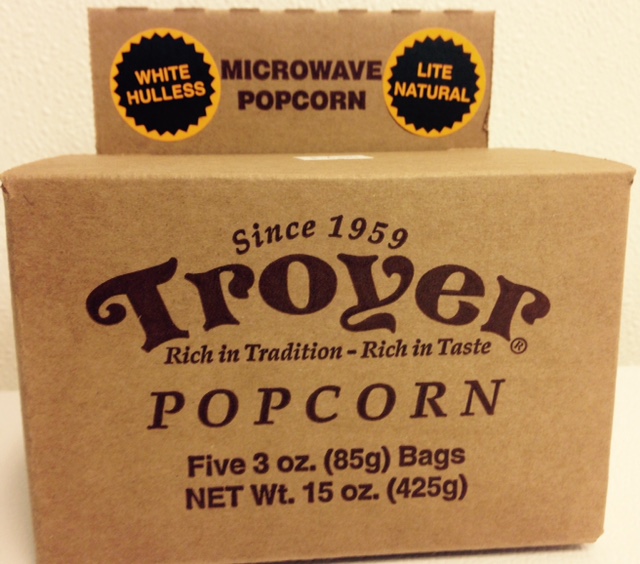 WHITE
HULLESS
MICROWAVE
POPCORN
LITE
NATURAL
Since 1959
Troyer
Rich in Tradition - Rich in Taste ®
POPCORN
Five 3 oz. (85g) Bags
NET Wt. 15 oz. (425g)